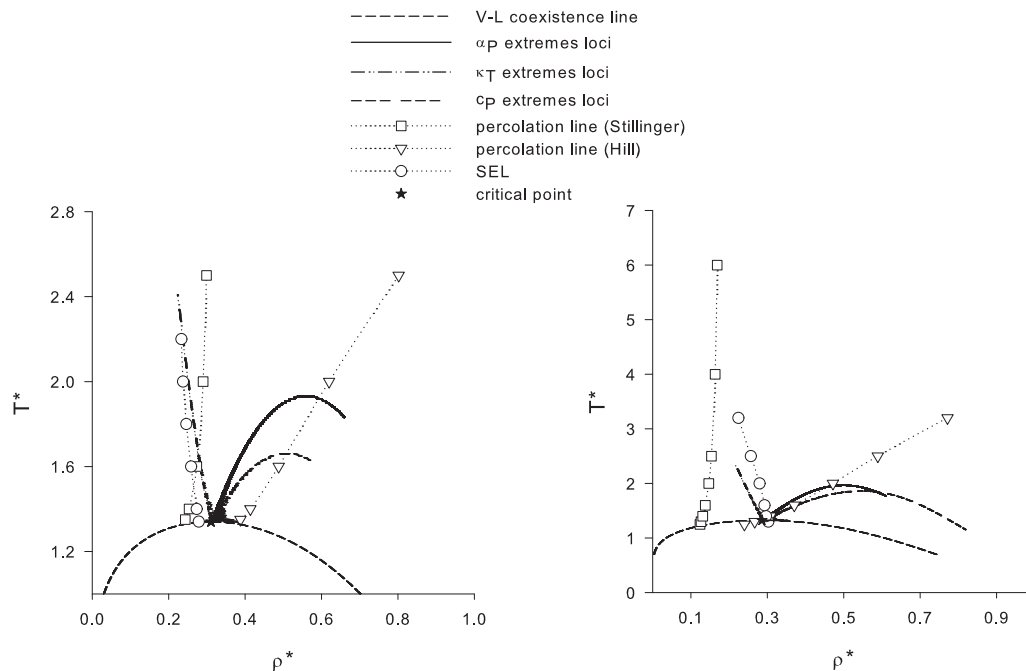 V-L coexistence line
αP extremes loci
κT extremes loci
cP extremes loci
percolation line (Stillinger)
percolation line (Hill)
SEL
critical point
2.8
2.4
2.0
1.6
1.2
T*
0.0 0.2 0.4 0.6 0.8 1.0
ρ*
7
6
5
4
3
2
1
0
T*
0.1 0.3 0.5 0.7 0.9
ρ*